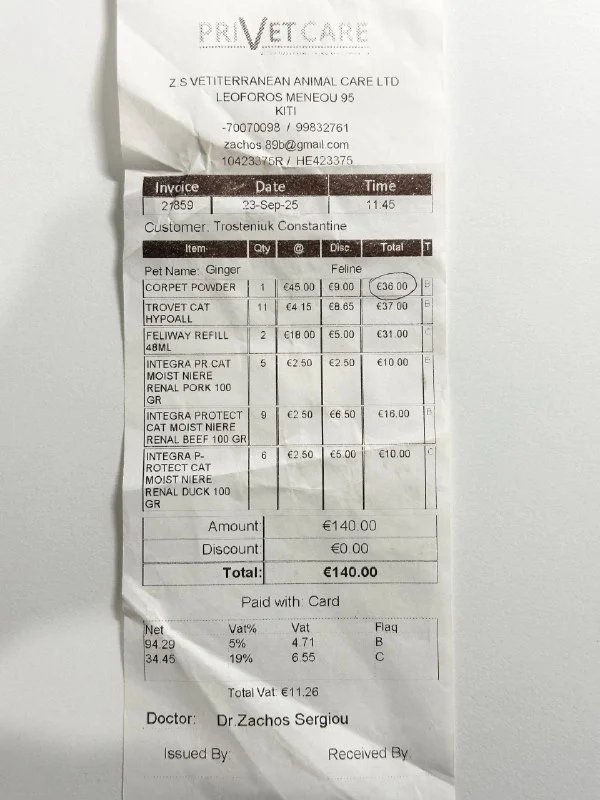 PRIVETCARE
Z.S VETITERRANEAN ANIMAL CARE LTD
LEOFOROS MENEOU 95
KITI
-70070098 / 99832761
zachos.89b@gmail.com
10423375R / HE423375
Invoice Date Time
21859 23-Sep-25 11:45
Customer: Trosteniuk Constantine
Item Qty @ Disc. Total T
Pet Name: Ginger Feline
CORPET POWDER 1 €45.00 €9.00 €36.00 B
TROVET CAT 11 €4.15 €8.65 €37.00 B
HYPOALL
FELIWAY REFILL 2 €18.00 €5.00 €31.00 C
48ML
INTEGRA PR.CAT 5 €2.50 €2.50 €10.00 B
MOIST NIERE
RENAL PORK 100
GR
INTEGRA PROTECT 9 €2.50 €6.50 €16.00 B
CAT MOIST NIERE
RENAL BEEF 100 GR
INTEGRA P- 6 €2.50 €5.00 €10.00 C
ROTECT CAT
MOIST NIERE
RENAL DUCK 100
GR
Amount: €140.00
Discount: €0.00
Total: €140.00
Paid with: Card
Net Vat% Vat Flag
94.29 5% 4.71 B
34.45 19% 6.55 C
Total Vat: €11.26
Doctor: Dr.Zachos Sergiou
Issued By: Received By: